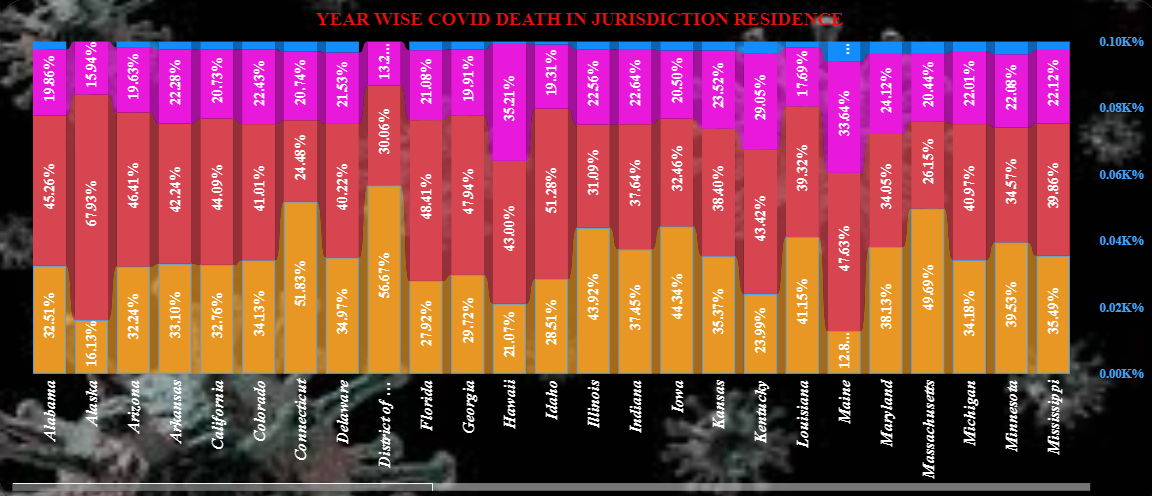 YEAR WISE COVID DEATH IN JURISDICTION RESIDENCE
0.10K%
0.08K%
0.06K%
0.04K%
0.02K%
0.00K%
19.86% 15.94% 19.63% 22.28% 20.73% 22.43% 20.74% 21.53% 13.2... 21.08% 19.91% 35.21% 19.31% 22.56% 22.64% 20.50% 23.52% 29.05% 17.69% ... 33.64% 24.12% 20.44% 22.01% 22.08% 22.12%
45.26% 67.93% 46.41% 42.24% 44.09% 41.01% 24.48% 40.22% 30.06% 48.41% 47.94% 43.00% 51.28% 31.09% 37.64% 32.46% 38.40% 43.42% 39.32% 47.63% 34.05% 26.15% 40.97% 34.57% 39.86%
32.51% 16.13% 32.24% 33.10% 32.76% 34.13% 51.83% 34.97% 56.67% 27.92% 29.72% 21.07% 28.51% 43.92% 37.45% 44.34% 35.37% 23.99% 41.15% 12.8... 38.13% 49.69% 34.18% 39.53% 35.49%
Alabama
Alaska
Arizona
Arkansas
California
Colorado
Connecticut
Delaware
District of ...
Florida
Georgia
Hawaii
Idaho
Illinois
Indiana
Iowa
Kansas
Kentucky
Louisiana
Maine
Maryland
Massachusetts
Michigan
Minnesota
Mississippi